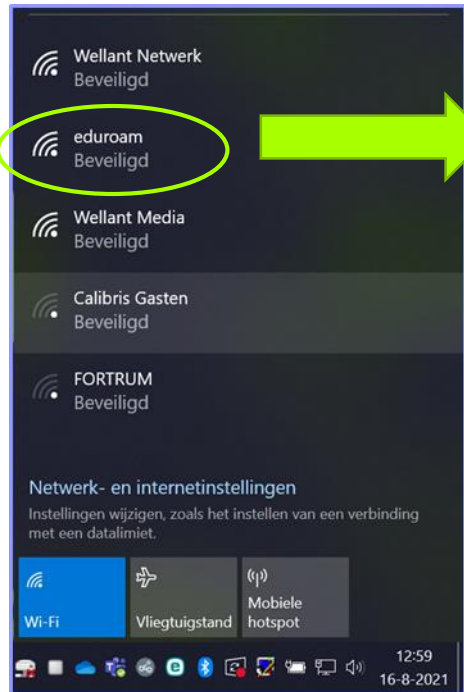 Wellant Netwerk
Beveiligd
eduroam
Beveiligd
Wellant Media
Beveiligd
Calibris Gasten
Beveiligd
FORTRUM
Beveiligd
Netwerk- en internetinstellingen
Instellingen wijzigen, zoals het instellen van een verbinding
met een datalimiet.
Wi-Fi
Vliegtuigstand
Mobiele
hotspot
12:59
16-8-2021